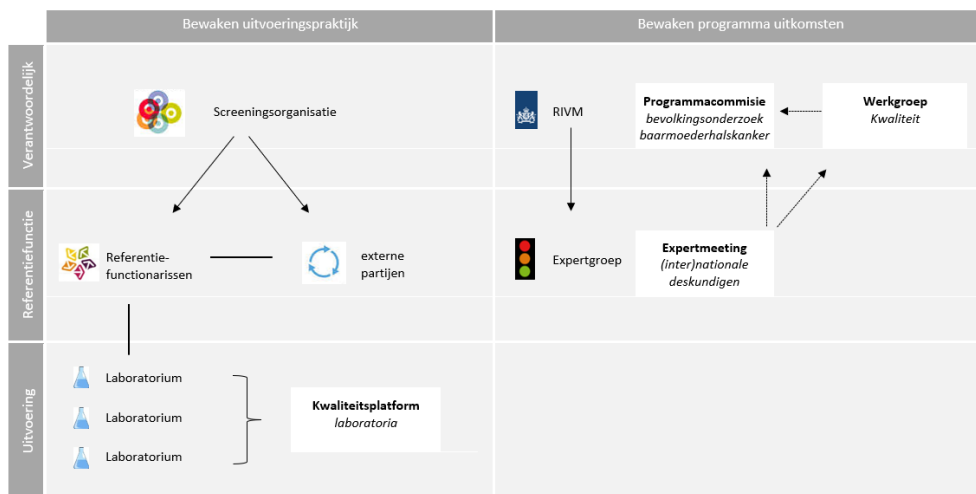 Bewaken uitvoeringspraktijk
Bewaken programma uitkomsten
Verantwoordelijk
Screeningsorganisatie
RIVM
Programmacommisie
bevolkingsonderzoek
baarmoederhalskanker
Werkgroep
Kwaliteit
Referentiefunctie
Referentie-
functionarissen
externe
partijen
Expertgroep
Expertmeeting
(inter)nationale
deskundigen
Uitvoering
Laboratorium
Laboratorium
Laboratorium
Kwaliteitsplatform
laboratoria